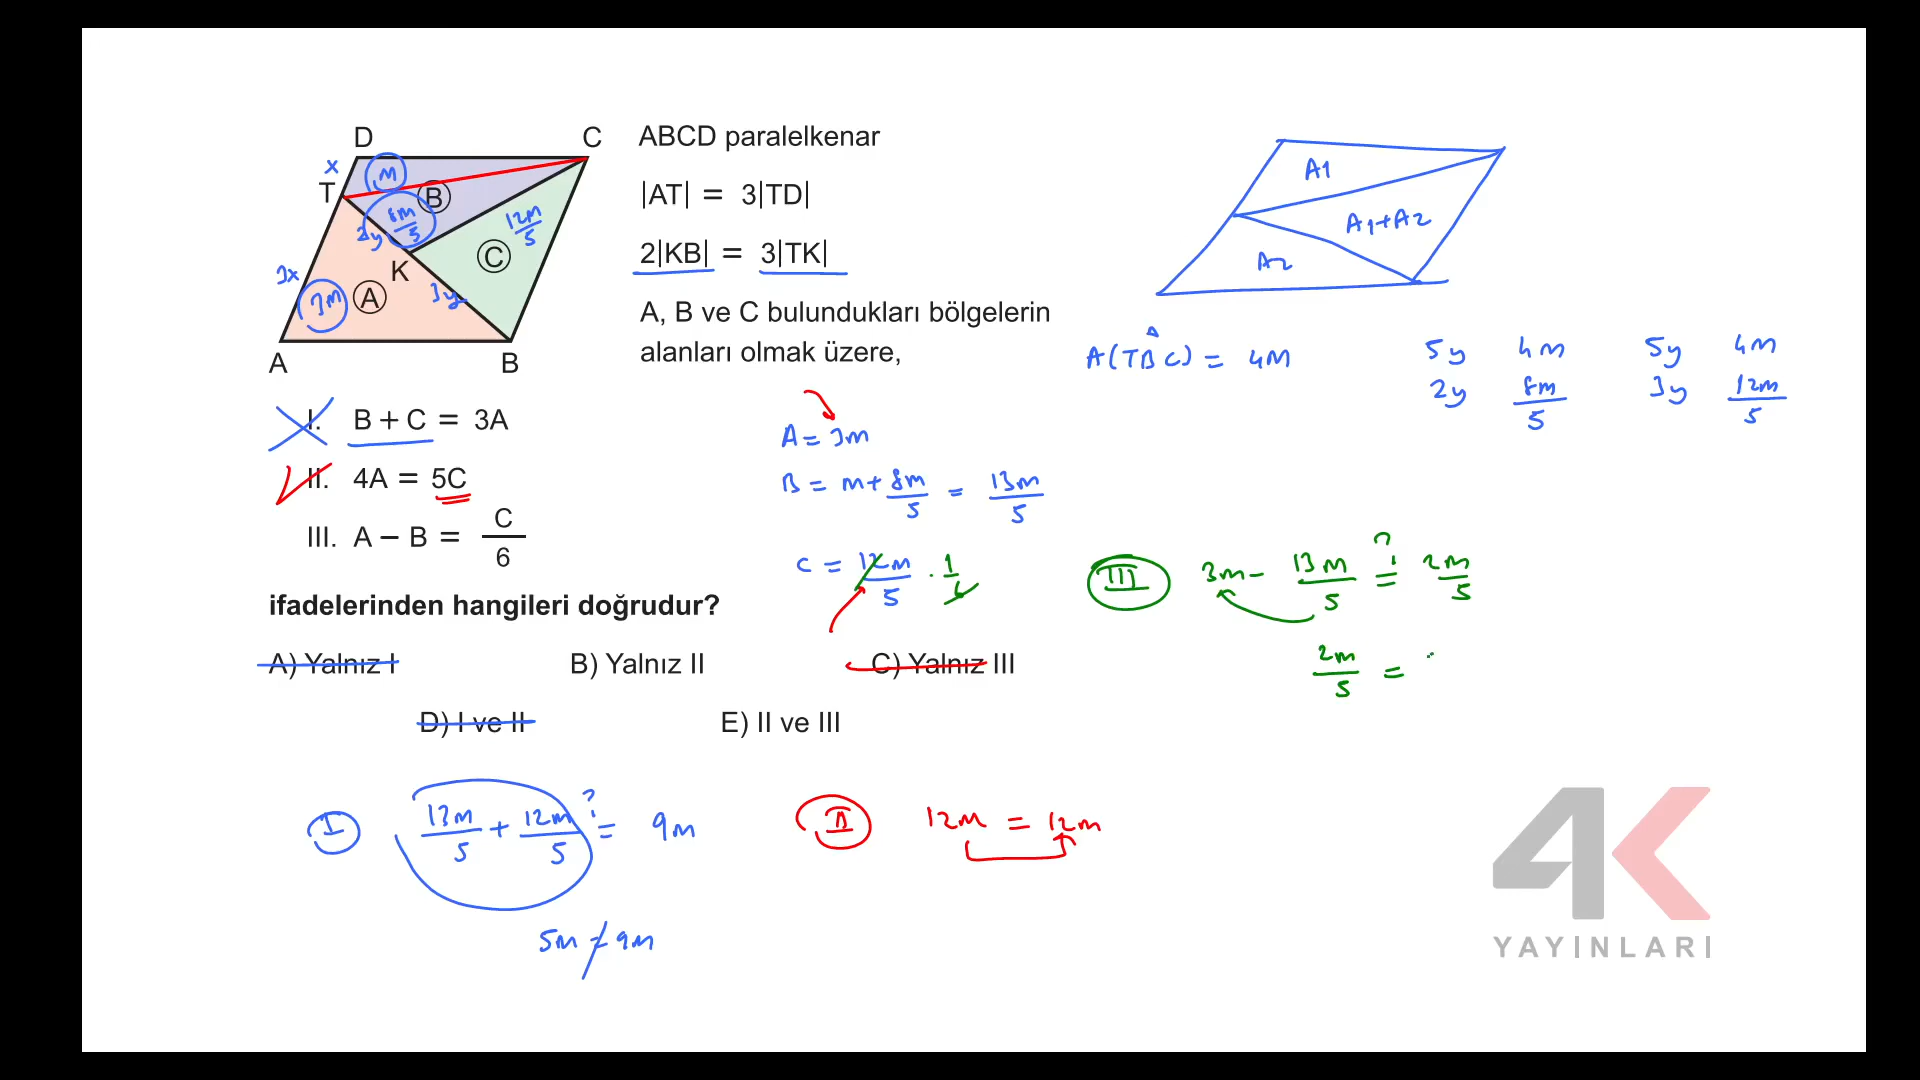 D C
x M
T B
8M/5 12M/5
2y
K C
3x
3M A 3y
A B
ABCD paralelkenar
|AT| = 3|TD|
2|KB| = 3|TK|
A, B ve C bulundukları bölgelerin
alanları olmak üzere,
I. B + C = 3A
II. 4A = 5C
III. A − B = C/6
ifadelerinden hangileri doğrudur?
A) Yalnız I B) Yalnız II C) Yalnız III
D) I ve II E) II ve III
A1
A1+A2
A2
A(TBC) = 4M
5y 4m 5y 4m
2y 8m/5 3y 12m/5
A = 3m
B = m + 8m/5 = 13m/5
C = 12m/5 · 1/6
III 3m − 13m/5 ?= 2m/5
2m/5 =
I 13m/5 + 12m/5 ?= 9m
5m ≠ 9m
II 12m = 12m
4K
YAYINLARI